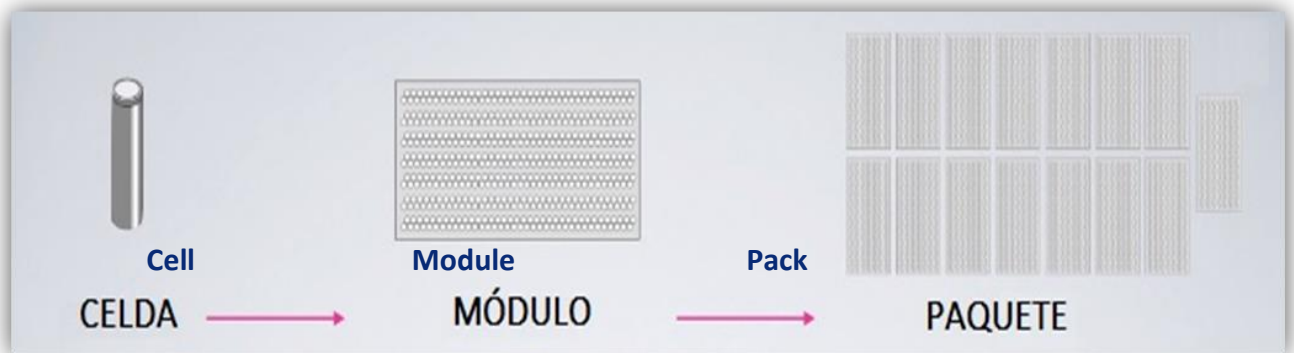 Cell
Module
Pack
CELDA
MÓDULO
PAQUETE